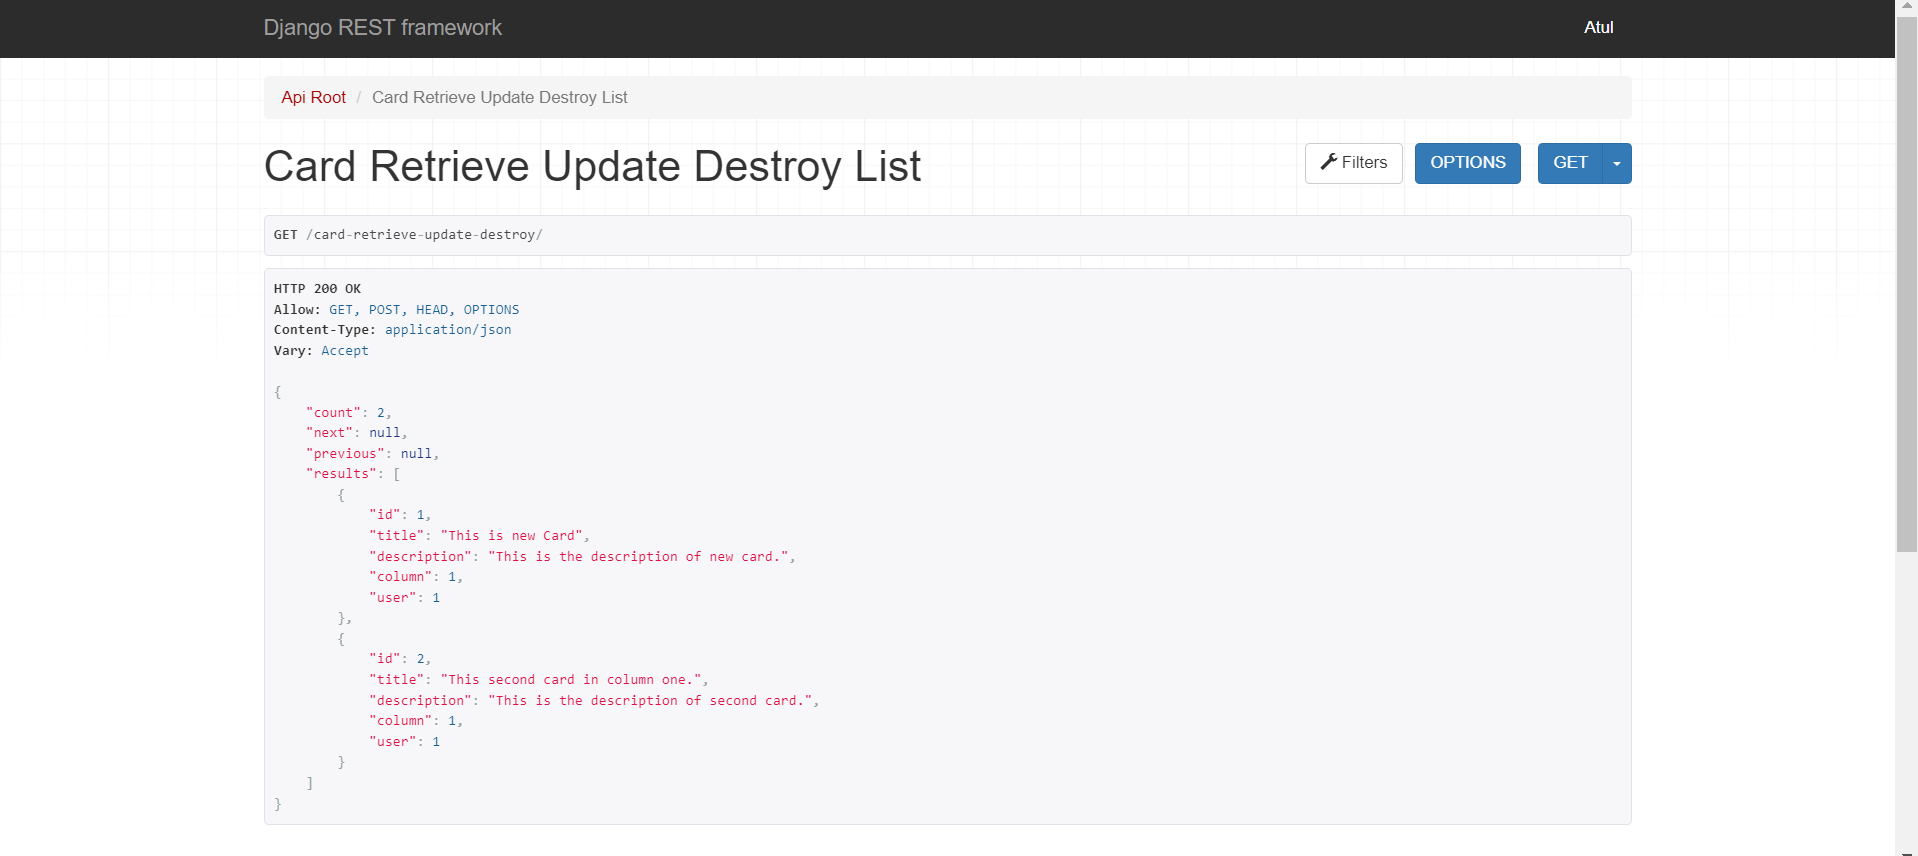 Django REST framework
Atul
Api Root / Card Retrieve Update Destroy List
Card Retrieve Update Destroy List
Filters
OPTIONS
GET
GET /card-retrieve-update-destroy/
HTTP 200 OK
Allow: GET, POST, HEAD, OPTIONS
Content-Type: application/json
Vary: Accept
{
    "count": 2,
    "next": null,
    "previous": null,
    "results": [
        {
            "id": 1,
            "title": "This is new Card",
            "description": "This is the description of new card.",
            "column": 1,
            "user": 1
        },
        {
            "id": 2,
            "title": "This second card in column one.",
            "description": "This is the description of second card.",
            "column": 1,
            "user": 1
        }
    ]
}